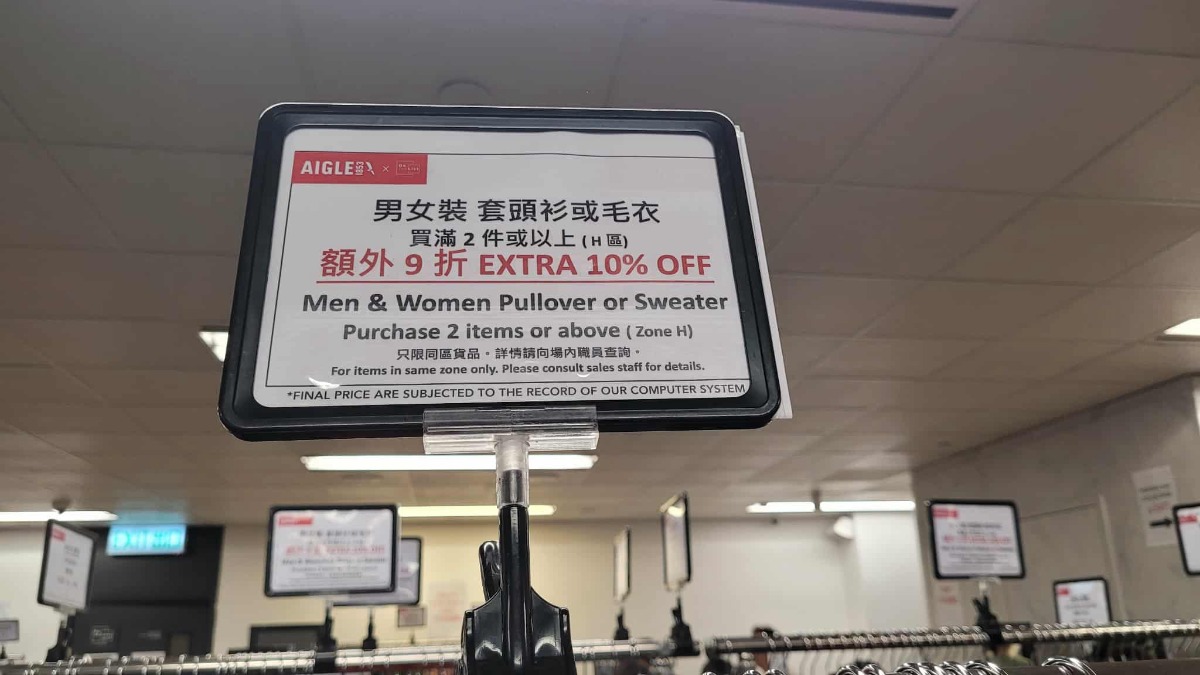 AIGLE 1853 ×
男女裝 套頭衫或毛衣
買滿 2 件或以上 ( H 區)
額外 9 折 EXTRA 10% OFF
Men & Women Pullover or Sweater
Purchase 2 items or above ( Zone H)
只限同區貨品。詳情請向場內職員查詢。
For items in same zone only. Please consult sales staff for details.
*FINAL PRICE ARE SUBJECTED TO THE RECORD OF OUR COMPUTER SYSTEM
EXIT